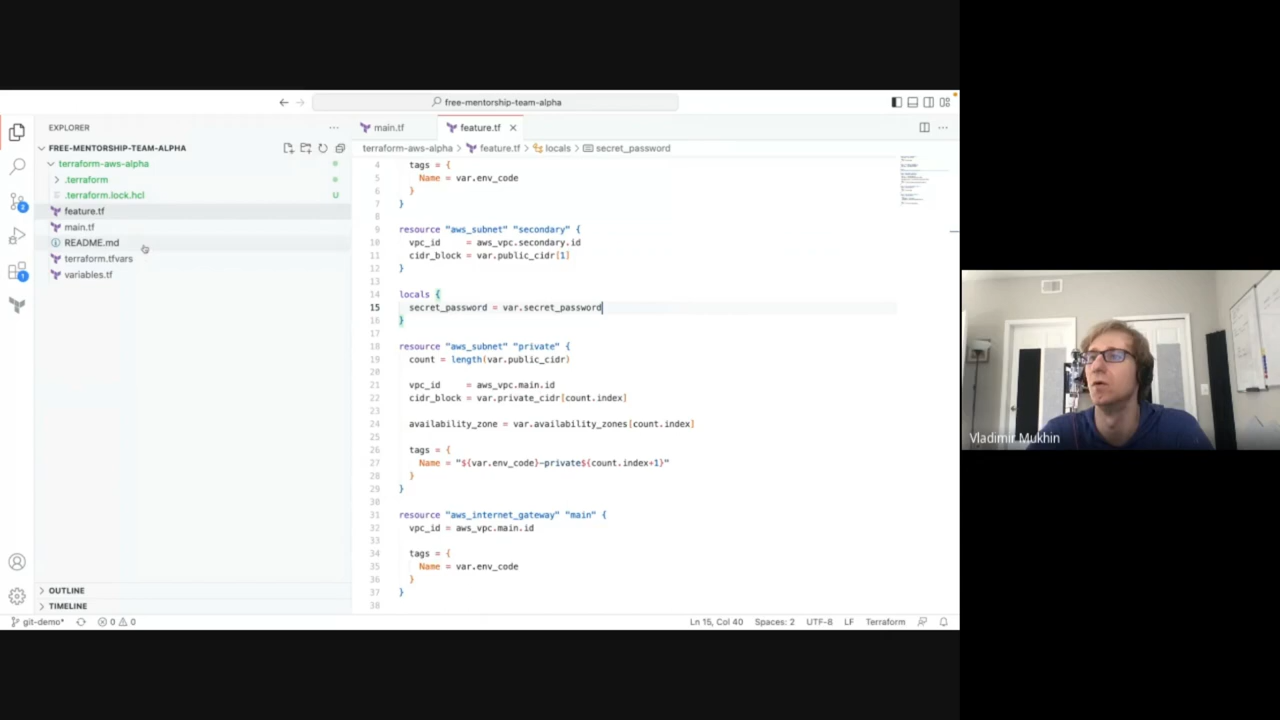 free-mentorship-team-alpha
EXPLORER
FREE-MENTORSHIP-TEAM-ALPHA
terraform-aws-alpha
.terraform
.terraform.lock.hcl U
feature.tf
main.tf
README.md
terraform.tfvars
variables.tf
OUTLINE
TIMELINE
main.tf feature.tf
terraform-aws-alpha > feature.tf > locals > secret_password
4 tags = {
5 Name = var.env_code
6 }
7 }
8
9 resource "aws_subnet" "secondary" {
10 vpc_id = aws_vpc.secondary.id
11 cidr_block = var.public_cidr[1]
12 }
13
14 locals {
15 secret_password = var.secret_password
16 }
17
18 resource "aws_subnet" "private" {
19 count = length(var.public_cidr)
20
21 vpc_id = aws_vpc.main.id
22 cidr_block = var.private_cidr[count.index]
23
24 availability_zone = var.availability_zones[count.index]
25
26 tags = {
27 Name = "${var.env_code}-private${count.index+1}"
28 }
29 }
30
31 resource "aws_internet_gateway" "main" {
32 vpc_id = aws_vpc.main.id
33
34 tags = {
35 Name = var.env_code
36 }
37 }
38
2
1
git-demo* 0 0 Ln 15, Col 40 Spaces: 2 UTF-8 LF Terraform
Vladimir Mukhin